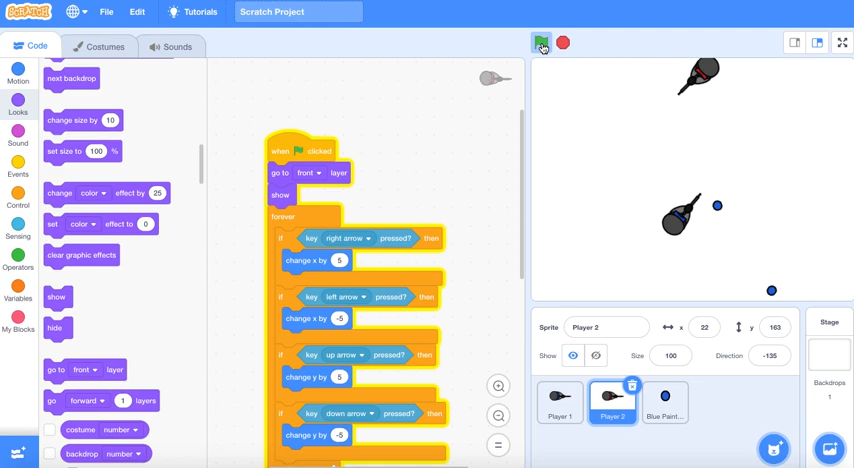 SCRATCH File Edit Tutorials Scratch Project
Code Costumes Sounds
Motion
Looks
Sound
Events
Control
Sensing
Operators
Variables
My Blocks
next backdrop
change size by 10
set size to 100 %
change color effect by 25
set color effect to 0
clear graphic effects
show
hide
go to front layer
go forward 1 layers
costume number
backdrop number
when clicked
go to front layer
show
forever
if key right arrow pressed? then
change x by 5
if key left arrow pressed? then
change x by -5
if key up arrow pressed? then
change y by 5
if key down arrow pressed? then
change y by -5
Sprite Player 2 x 22 y 163
Show Size 100 Direction -135
Player 1
Player 2
Blue Paint...
Stage
Backdrops
1